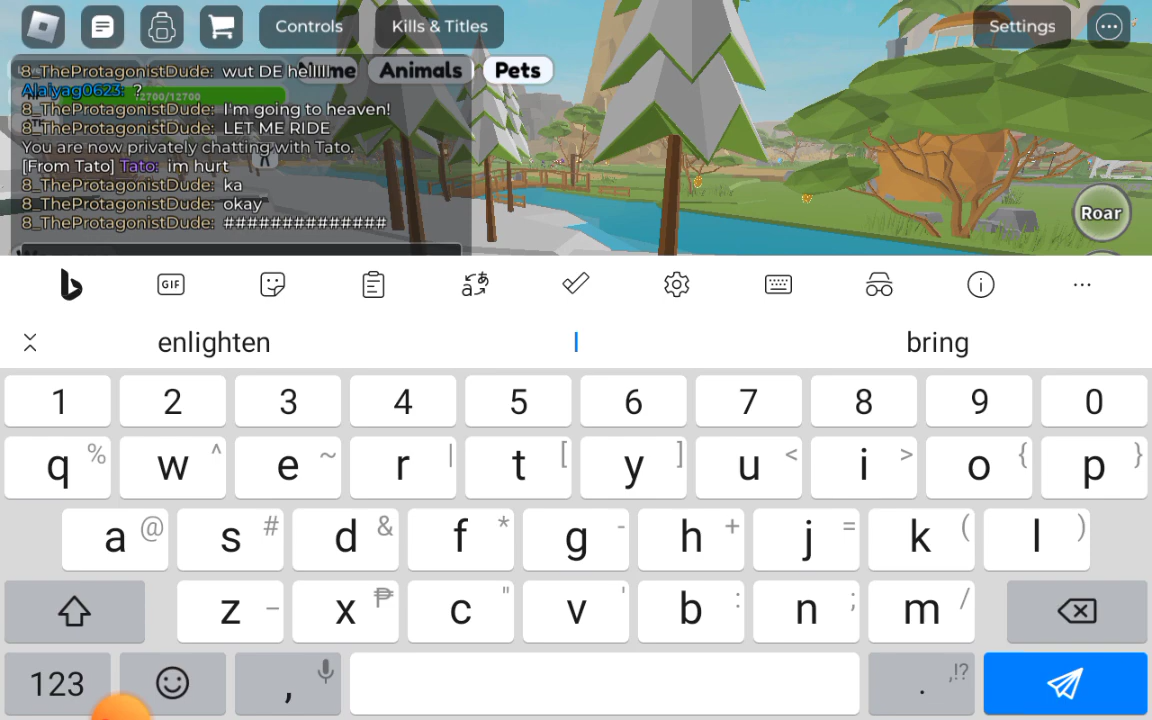 Controls Kills & Titles Settings
8_TheProtagonistDude: wut DE hellllll
me Animals Pets
Alaiyag0623: ?
12700/12700
8_TheProtagonistDude: I'm going to heaven!
8_TheProtagonistDude: LET ME RIDE
You are now privately chatting with Tato.
[From Tato] Tato: im hurt
8_TheProtagonistDude: ka
8_TheProtagonistDude: okay
Roar
8_TheProtagonistDude: ##############
GIF
enlighten I bring
1 2 3 4 5 6 7 8 9 0
q % w ^ e ~ r | t [ y ] u < i > o { p }
a @ s # d & f * g - h + j = k ( l )
z _ x ₱ c " v ' b : n ; m /
123 , . ,!?